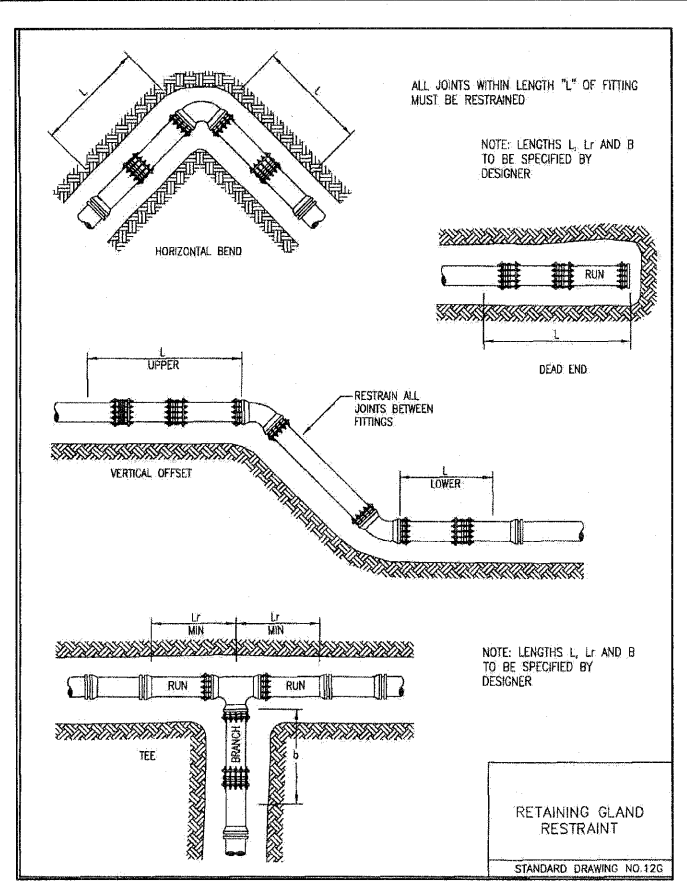 L
L
ALL JOINTS WITHIN LENGTH "L" OF FITTING
MUST BE RESTRAINED
NOTE: LENGTHS L, Lr AND B
TO BE SPECIFIED BY
DESIGNER
HORIZONTAL BEND
RUN
L
DEAD END
L
UPPER
RESTRAIN ALL
JOINTS BETWEEN
FITTINGS
VERTICAL OFFSET
L
LOWER
Lr
MIN
Lr
MIN
NOTE: LENGTHS L, Lr AND B
TO BE SPECIFIED BY
DESIGNER
RUN
RUN
BRANCH
b
TEE
RETAINING GLAND
RESTRAINT
STANDARD DRAWING NO.12G